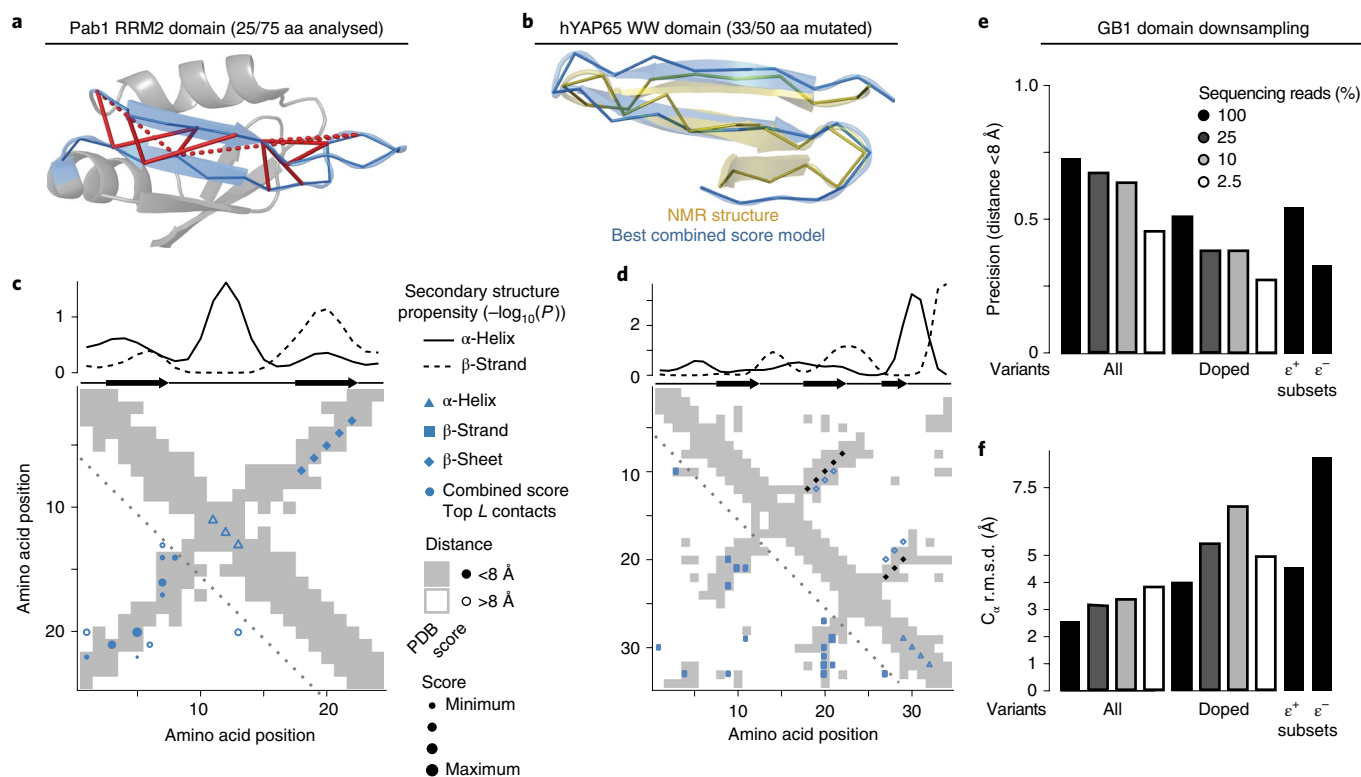 a
Pab1 RRM2 domain (25/75 aa analysed)
b
hYAP65 WW domain (33/50 aa mutated)
NMR structure
Best combined score model
c
1
0
10
20
Amino acid position
10
20
Amino acid position
Secondary structure
propensity (−log10(P))
α-Helix
β-Strand
α-Helix
β-Strand
β-Sheet
Combined score
Top L contacts
Distance
<8 Å
>8 Å
PDB
score
Score
Minimum
Maximum
d
2
0
10
20
30
10
20
30
Amino acid position
e
GB1 domain downsampling
1.0
0.5
0
Precision (distance <8 Å)
Sequencing reads (%)
100
25
10
2.5
Variants
All
Doped
ε+
ε−
subsets
f
7.5
5
4
3
2
1
0
Cα r.m.s.d. (Å)
Variants
All
Doped
ε+
ε−
subsets